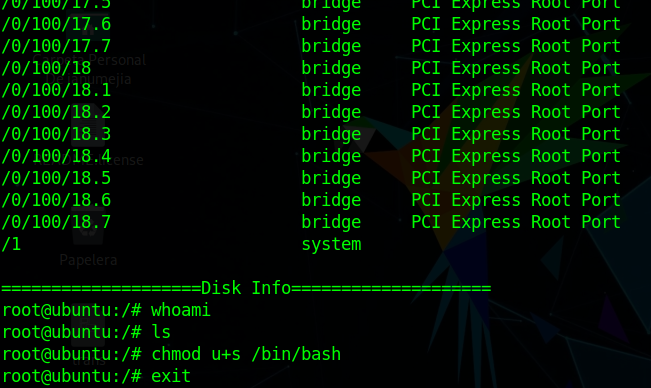 /0/100/17.5 bridge PCI Express Root Port
/0/100/17.6 bridge PCI Express Root Port
/0/100/17.7 bridge PCI Express Root Port
/0/100/18 bridge PCI Express Root Port
/0/100/18.1 bridge PCI Express Root Port
/0/100/18.2 bridge PCI Express Root Port
/0/100/18.3 bridge PCI Express Root Port
/0/100/18.4 bridge PCI Express Root Port
/0/100/18.5 bridge PCI Express Root Port
/0/100/18.6 bridge PCI Express Root Port
/0/100/18.7 bridge PCI Express Root Port
/1 system
====================Disk Info====================
root@ubuntu:/# whoami
root@ubuntu:/# ls
root@ubuntu:/# chmod u+s /bin/bash
root@ubuntu:/# exit
Personal
Papelera